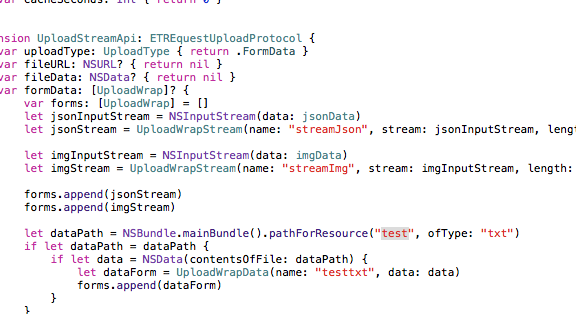 var cacheSeconds: Int { return 0 }
nsion UploadStreamApi: ETREquestUploadProtocol {
var uploadType: UploadType { return .FormData }
var fileURL: NSURL? { return nil }
var fileData: NSData? { return nil }
var formData: [UploadWrap]? {
var forms: [UploadWrap] = []
let jsonInputStream = NSInputStream(data: jsonData)
let jsonStream = UploadWrapStream(name: "streamJson", stream: jsonInputStream, leng
let imgInputStream = NSInputStream(data: imgData)
let imgStream = UploadWrapStream(name: "streamImg", stream: imgInputStream, length:
forms.append(jsonStream)
forms.append(imgStream)
let dataPath = NSBundle.mainBundle().pathForResource("test", ofType: "txt")
if let dataPath = dataPath {
if let data = NSData(contentsOfFile: dataPath) {
let dataForm = UploadWrapData(name: "testtxt", data: data)
forms.append(dataForm)
}
}